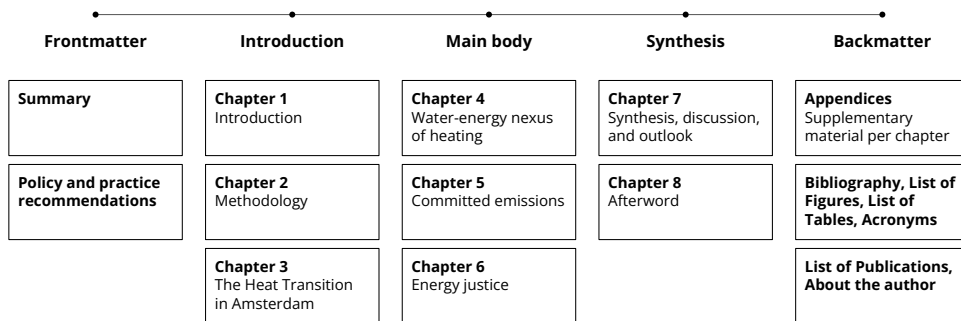 Frontmatter
Introduction
Main body
Synthesis
Backmatter
Summary
Policy and practice
recommendations
Chapter 1
Introduction
Chapter 2
Methodology
Chapter 3
The Heat Transition
in Amsterdam
Chapter 4
Water-energy nexus
of heating
Chapter 5
Committed emissions
Chapter 6
Energy justice
Chapter 7
Synthesis, discussion,
and outlook
Chapter 8
Afterword
Appendices
Supplementary
material per chapter
Bibliography, List of
Figures, List of
Tables, Acronyms
List of Publications,
About the author